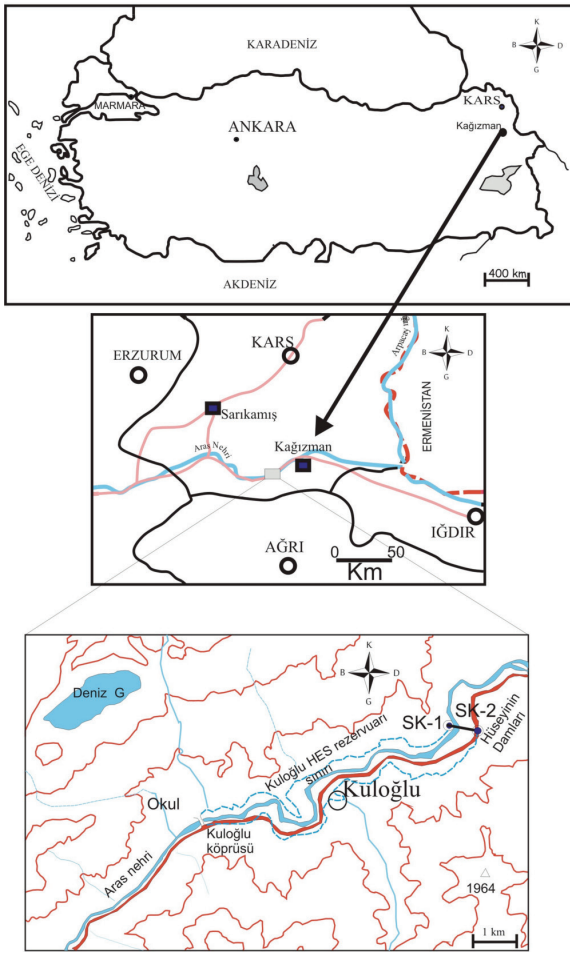 KARADENİZ
K
B
D
G
MARMARA
KARS
Kağızman
ANKARA
EGE DENİZİ
AKDENİZ
400 km
K
B
D
G
ERZURUM
KARS
Arpaçay
ERMENİSTAN
Sarıkamış
Aras Nehri
Kağızman
IĞDIR
AĞRI
0 50
Km
K
B
D
G
Deniz G
SK-1
SK-2
Hüseyinin
Damları
Kuloğlu HES rezervuarı
sınırı
Kuloğlu
Okul
Kuloğlu
köprüsü
Aras nehri
1964
1 km